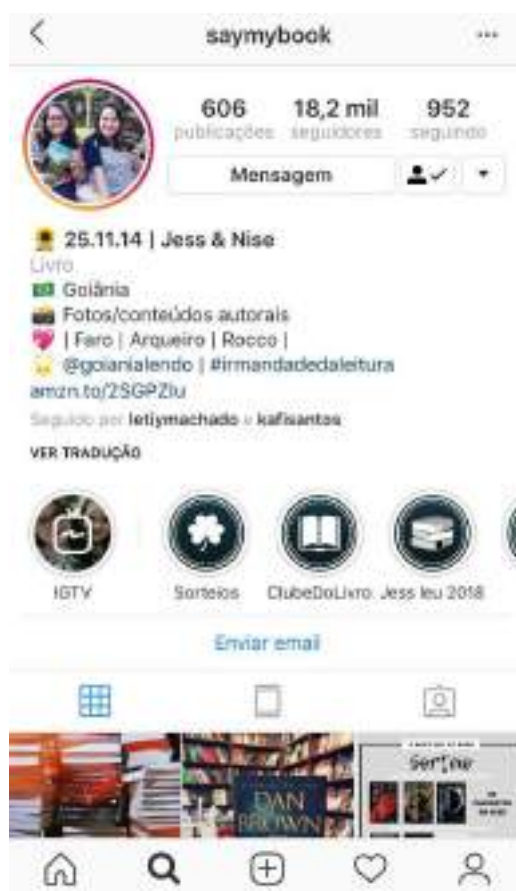 saymybook
606 18,2 mil 952
publicações seguidores seguindo
Mensagem
25.11.14 | Jess & Nise
Livro
Goiânia
Fotos/conteúdos autorais
| Faro | Arqueiro | Rocco |
@goianialendo | #irmandadedaleitura
amzn.to/2SGPZlu
Seguido por letiymachado e kafisantos
VER TRADUÇÃO
IGTV Sorteios ClubeDoLivro Jess leu 2018
Enviar email
DAN
BROWN